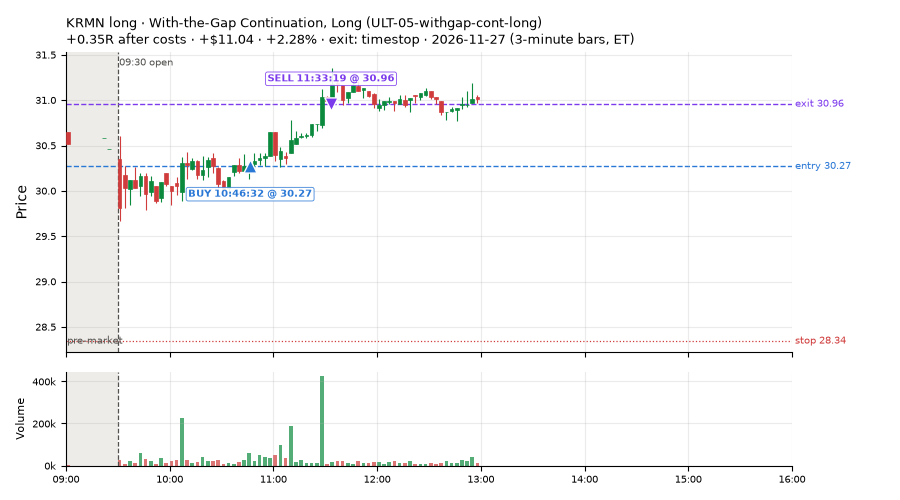 KRMN long · With-the-Gap Continuation, Long (ULT-05-withgap-cont-long)
+0.35R after costs · +$11.04 · +2.28% · exit: timestop · 2026-11-27 (3-minute bars, ET)
31.5
09:30 open
SELL 11:33:19 @ 30.96
31.0
exit 30.96
30.5
entry 30.27
30.0
BUY 10:46:32 @ 30.27
Price
29.5
29.0
28.5
pre-market
stop 28.34
400k
Volume
200k
0k
09:00 10:00 11:00 12:00 13:00 14:00 15:00 16:00